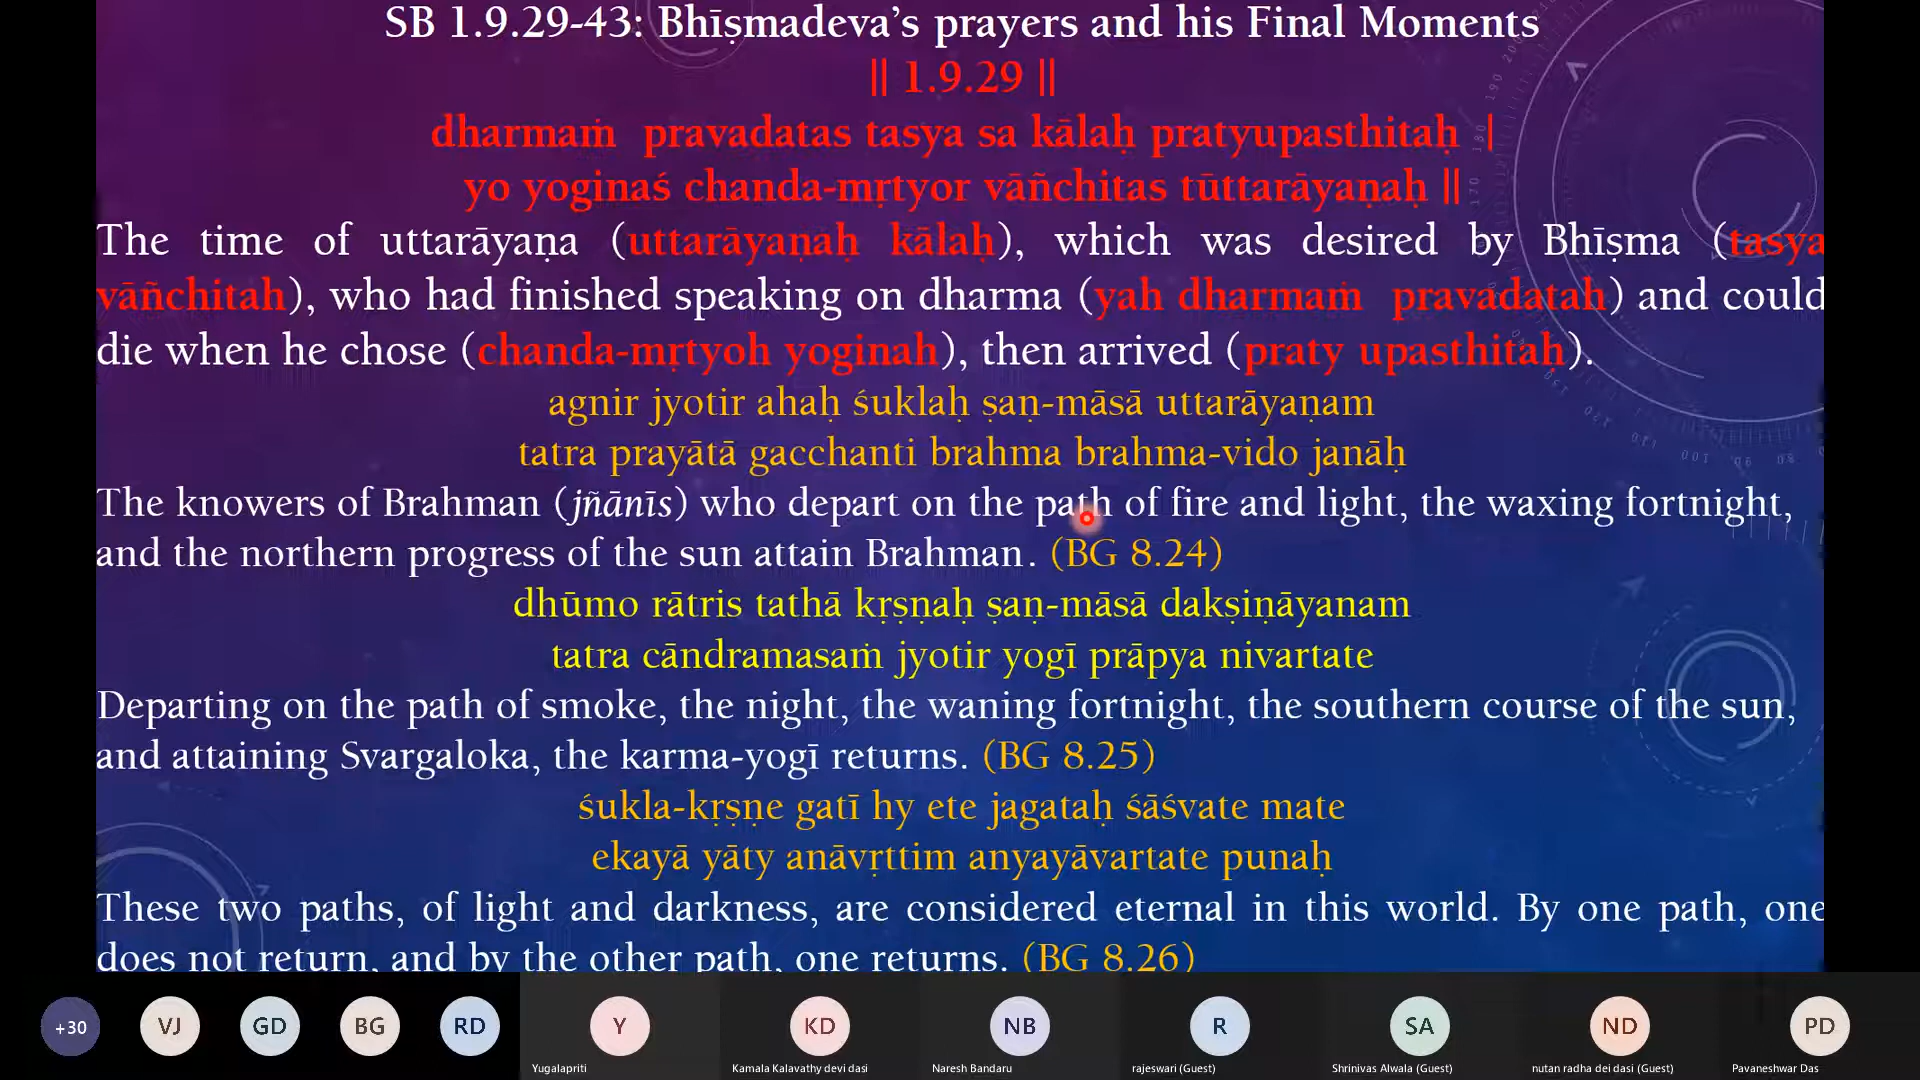 SB 1.9.29-43: Bhīṣmadeva’s prayers and his Final Moments
|| 1.9.29 ||
dharmaṁ pravadatas tasya sa kālaḥ pratyupasthitaḥ |
yo yoginaś chanda-mṛtyor vāñchitas tūttarāyaṇaḥ ||
The time of uttarāyaṇa (uttarāyaṇaḥ kālaḥ), which was desired by Bhīṣma (tasya
vāñchitaḥ), who had finished speaking on dharma (yaḥ dharmaṁ pravadataḥ) and could
die when he chose (chanda-mṛtyoḥ yoginaḥ), then arrived (praty upasthitaḥ).
agnir jyotir ahaḥ śuklaḥ ṣaṇ-māsā uttarāyaṇam
tatra prayātā gacchanti brahma brahma-vido janāḥ
The knowers of Brahman (jñānīs) who depart on the path of fire and light, the waxing fortnight,
and the northern progress of the sun attain Brahman. (BG 8.24)
dhūmo rātris tathā kṛṣṇaḥ ṣaṇ-māsā dakṣiṇāyanam
tatra cāndramasaṁ jyotir yogī prāpya nivartate
Departing on the path of smoke, the night, the waning fortnight, the southern course of the sun,
and attaining Svargaloka, the karma-yogī returns. (BG 8.25)
śukla-kṛṣṇe gatī hy ete jagataḥ śāśvate mate
ekayā yāty anāvṛttim anyayāvartate punaḥ
These two paths, of light and darkness, are considered eternal in this world. By one path, one
does not return, and by the other path, one returns. (BG 8.26)
+30 VJ GD BG RD Y KD NB R SA ND PD
Yugalapriti Kamala Kalavathy devi dasi Naresh Bandaru rajeswari (Guest) Shrinivas Alwala (Guest) nutan radha dei dasi (Guest) Pavaneshwar Das